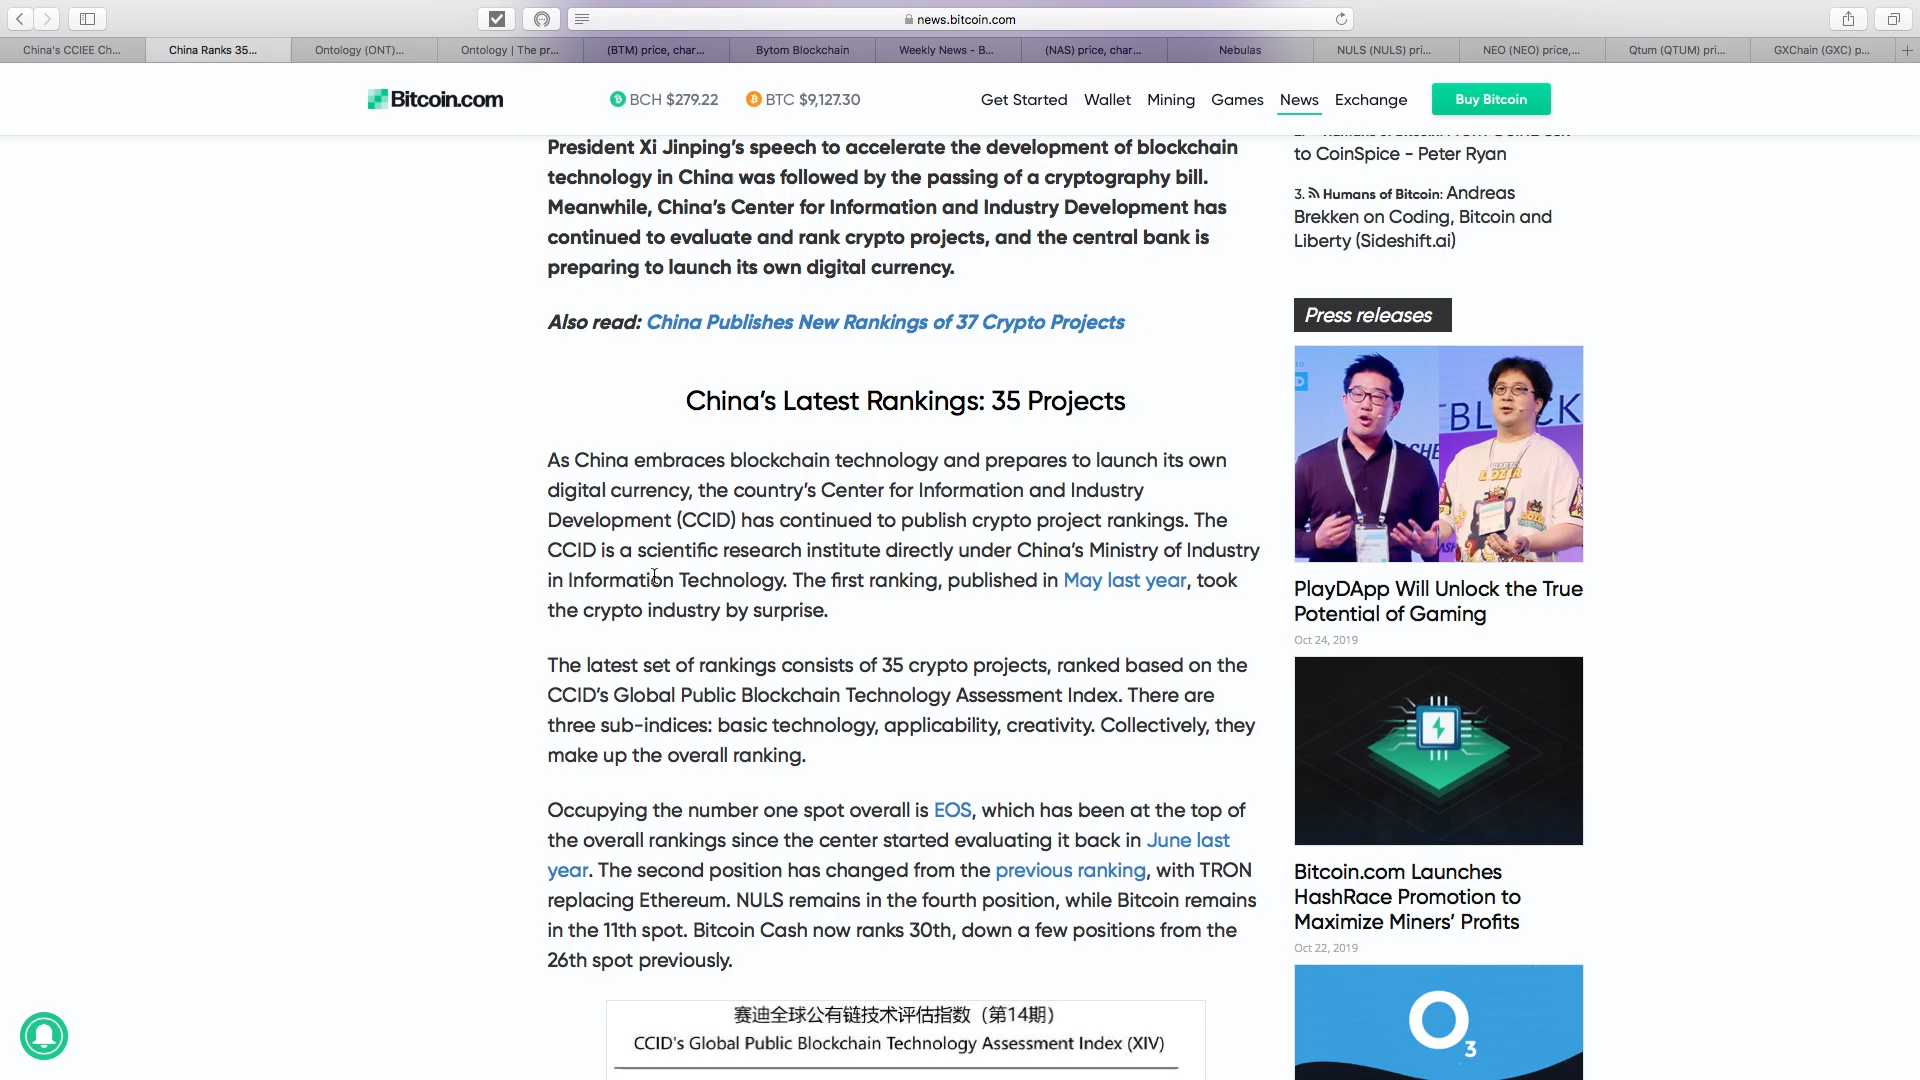 news.bitcoin.com
China's CCIEE Ch...
China Ranks 35...
Ontology (ONT)...
Ontology | The pr...
(BTM) price, char...
Bytom Blockchain
Weekly News - B...
(NAS) price, char...
Nebulas
NULS (NULS) pri...
NEO (NEO) price,...
Qtum (QTUM) pri...
GXChain (GXC) p...
Bitcoin.com
BCH $279.22
BTC $9,127.30
Get Started
Wallet
Mining
Games
News
Exchange
Buy Bitcoin
President Xi Jinping's speech to accelerate the development of blockchain
technology in China was followed by the passing of a cryptography bill.
Meanwhile, China's Center for Information and Industry Development has
continued to evaluate and rank crypto projects, and the central bank is
preparing to launch its own digital currency.
Also read: China Publishes New Rankings of 37 Crypto Projects
China's Latest Rankings: 35 Projects
As China embraces blockchain technology and prepares to launch its own
digital currency, the country's Center for Information and Industry
Development (CCID) has continued to publish crypto project rankings. The
CCID is a scientific research institute directly under China's Ministry of Industry
in Information Technology. The first ranking, published in May last year, took
the crypto industry by surprise.
The latest set of rankings consists of 35 crypto projects, ranked based on the
CCID's Global Public Blockchain Technology Assessment Index. There are
three sub-indices: basic technology, applicability, creativity. Collectively, they
make up the overall ranking.
Occupying the number one spot overall is EOS, which has been at the top of
the overall rankings since the center started evaluating it back in June last
year. The second position has changed from the previous ranking, with TRON
replacing Ethereum. NULS remains in the fourth position, while Bitcoin remains
in the 11th spot. Bitcoin Cash now ranks 30th, down a few positions from the
26th spot previously.
赛迪全球公有链技术评估指数（第14期）
CCID's Global Public Blockchain Technology Assessment Index (XIV)
to CoinSpice - Peter Ryan
3. Humans of Bitcoin: Andreas
Brekken on Coding, Bitcoin and
Liberty (Sideshift.ai)
Press releases
PlayDApp Will Unlock the True
Potential of Gaming
Oct 24, 2019
Bitcoin.com Launches
HashRace Promotion to
Maximize Miners' Profits
Oct 22, 2019
O3